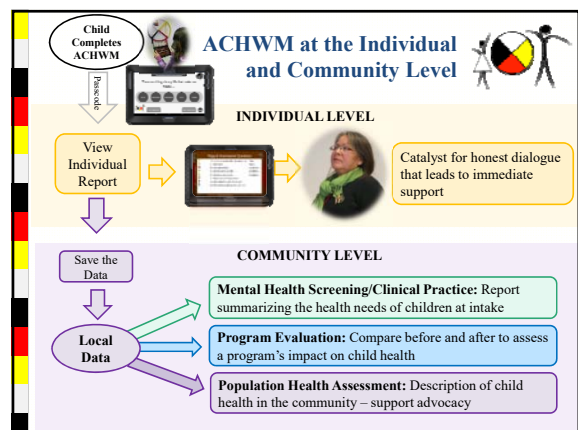 Child
Completes
ACHWM
ACHWM at the Individual
and Community Level
Passcode
INDIVIDUAL LEVEL
View
Individual
Report
Catalyst for honest dialogue
that leads to immediate
support
Save the
Data
COMMUNITY LEVEL
Mental Health Screening/Clinical Practice: Report
summarizing the health needs of children at intake
Local
Data
Program Evaluation: Compare before and after to assess
a program's impact on child health
Population Health Assessment: Description of child
health in the community – support advocacy